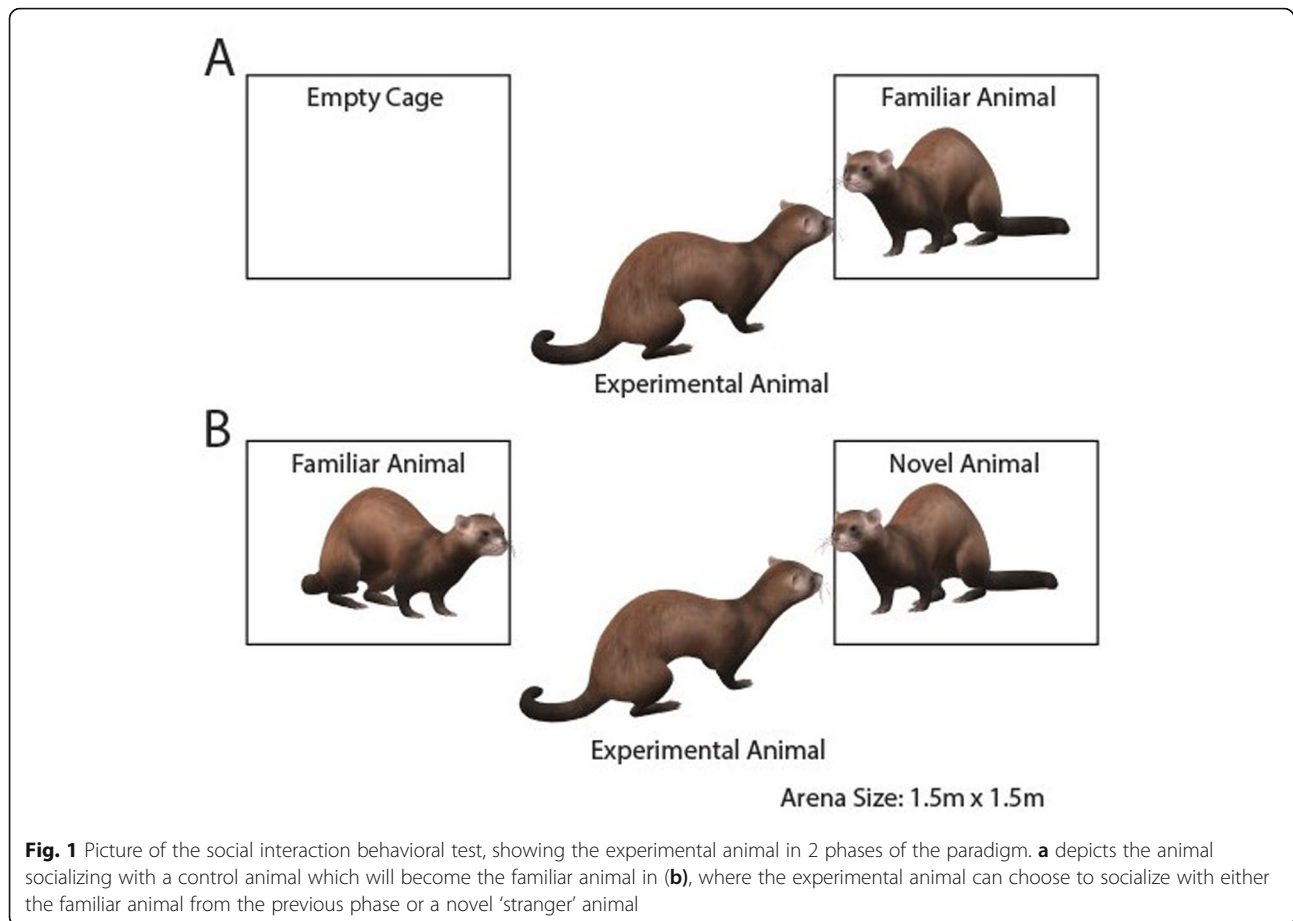 A
Empty Cage
Familiar Animal
Experimental Animal
B
Familiar Animal
Novel Animal
Experimental Animal
Arena Size: 1.5m x 1.5m
Fig. 1 Picture of the social interaction behavioral test, showing the experimental animal in 2 phases of the paradigm. a depicts the animal
socializing with a control animal which will become the familiar animal in (b), where the experimental animal can choose to socialize with either
the familiar animal from the previous phase or a novel ‘stranger’ animal